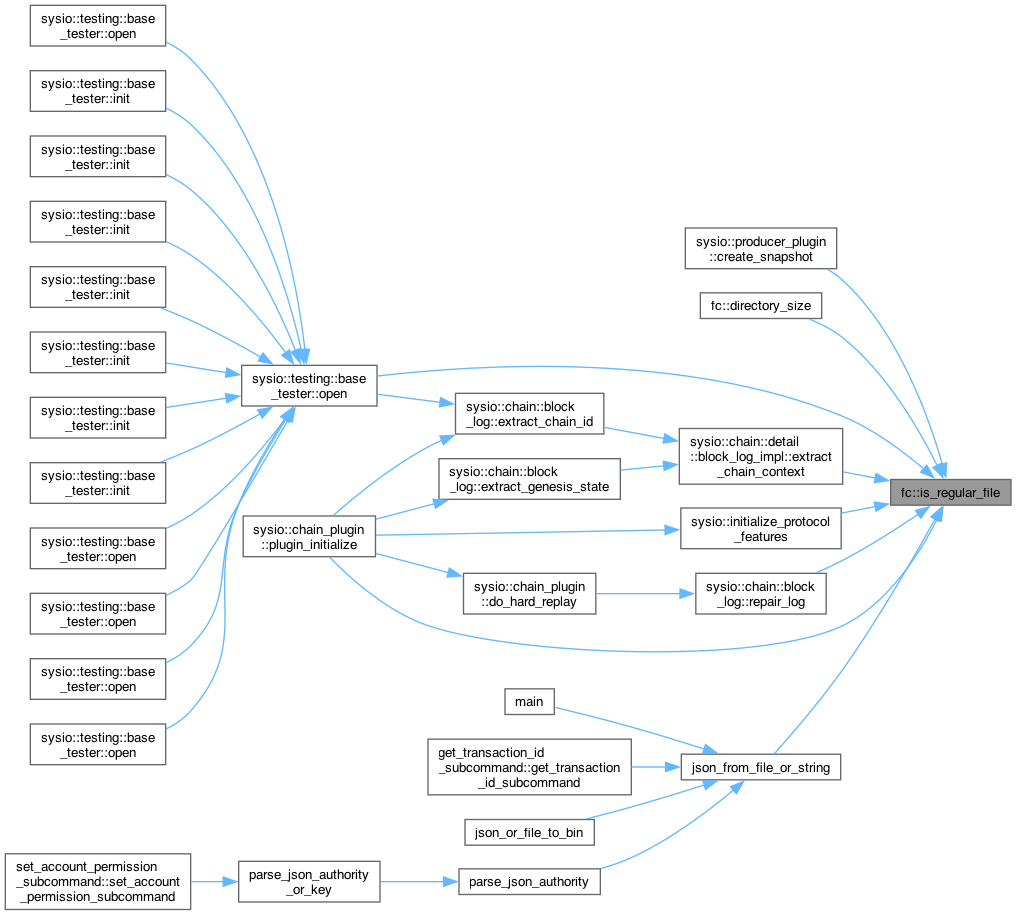 sysio::testing::base
_tester::open
sysio::testing::base
_tester::init
sysio::testing::base
_tester::init
sysio::testing::base
_tester::init
sysio::testing::base
_tester::init
sysio::testing::base
_tester::init
sysio::testing::base
_tester::init
sysio::testing::base
_tester::init
sysio::testing::base
_tester::open
sysio::testing::base
_tester::open
sysio::testing::base
_tester::open
sysio::testing::base
_tester::open
set_account_permission
_subcommand::set_account
_permission_subcommand
sysio::testing::base
_tester::open
sysio::chain_plugin
::plugin_initialize
parse_json_authority
_or_key
sysio::chain::block
_log::extract_chain_id
sysio::chain::block
_log::extract_genesis_state
sysio::chain_plugin
::do_hard_replay
main
get_transaction_id
_subcommand::get_transaction
_id_subcommand
json_or_file_to_bin
parse_json_authority
sysio::producer_plugin
::create_snapshot
fc::directory_size
sysio::chain::detail
::block_log_impl::extract
_chain_context
sysio::initialize_protocol
_features
sysio::chain::block
_log::repair_log
json_from_file_or_string
fc::is_regular_file